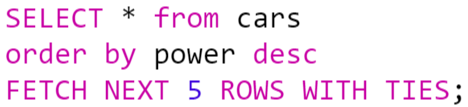 SELECT * from cars
order by power desc
FETCH NEXT 5 ROWS WITH TIES;